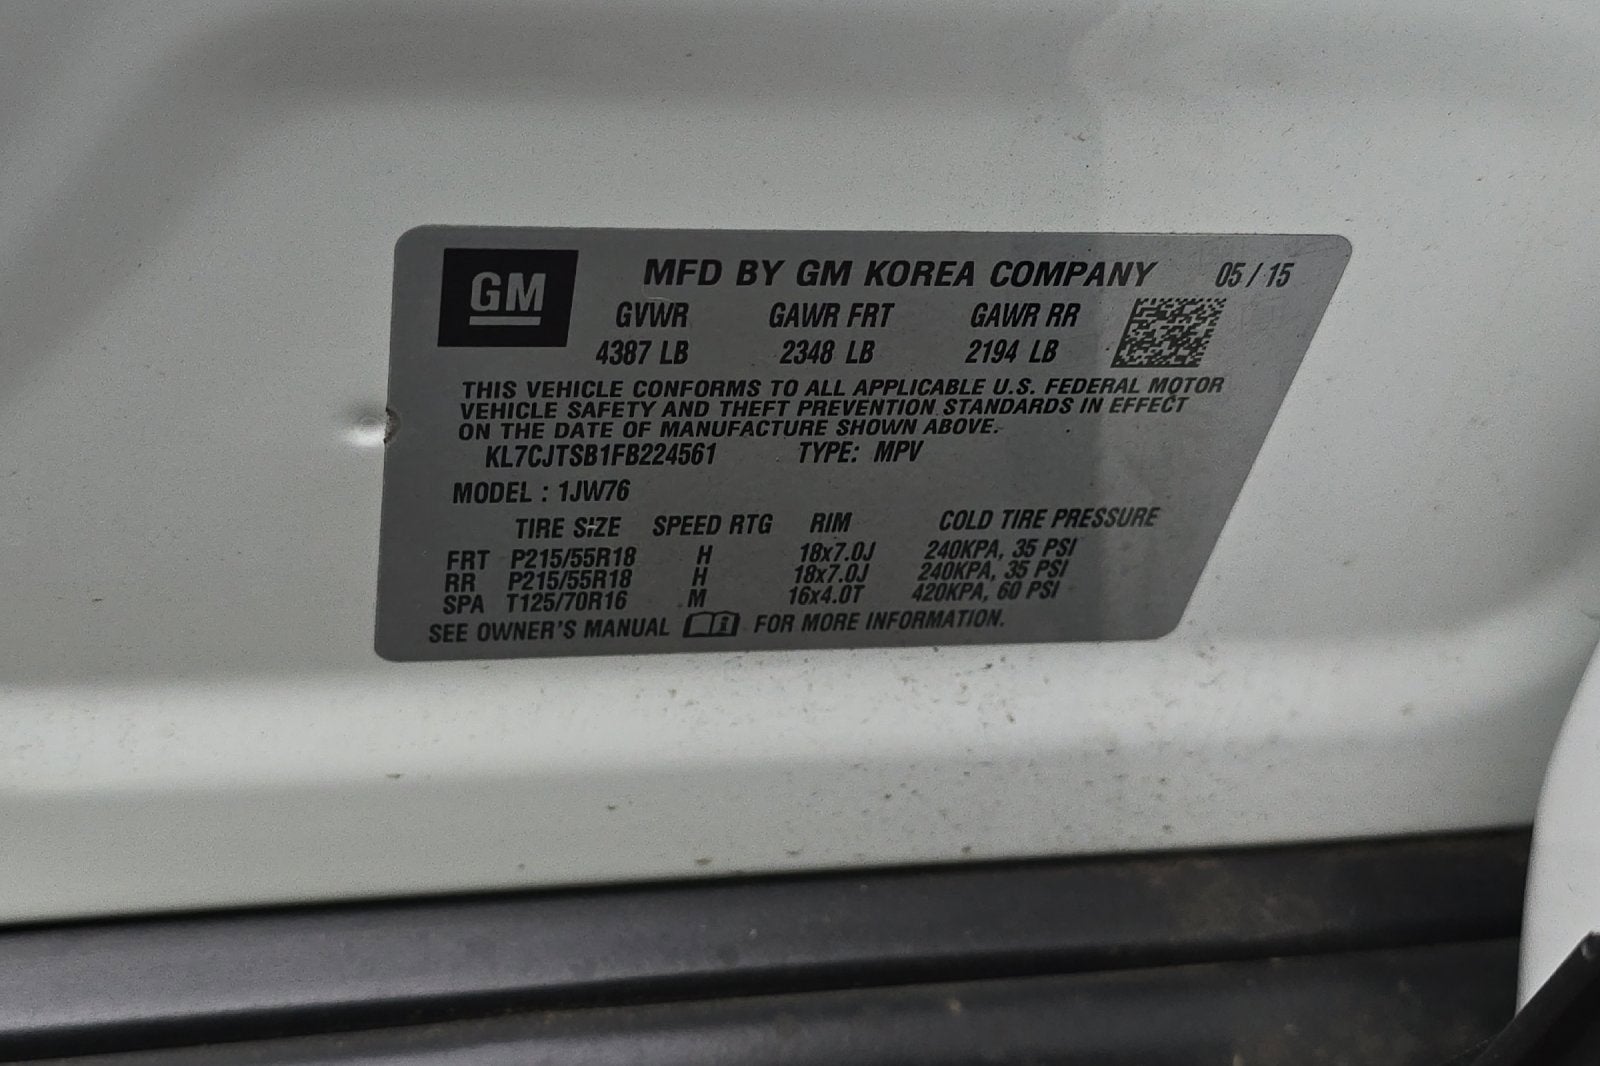 GM
MFD BY GM KOREA COMPANY 05 / 15
GVWR GAWR FRT GAWR RR
4387 LB 2348 LB 2194 LB
THIS VEHICLE CONFORMS TO ALL APPLICABLE U.S. FEDERAL MOTOR
VEHICLE SAFETY AND THEFT PREVENTION STANDARDS IN EFFECT
ON THE DATE OF MANUFACTURE SHOWN ABOVE.
KL7CJTSB1FB224561 TYPE: MPV
MODEL : 1JW76
TIRE SIZE SPEED RTG RIM COLD TIRE PRESSURE
FRT P215/55R18 H 18x7.0J 240KPA, 35 PSI
RR P215/55R18 H 18x7.0J 240KPA, 35 PSI
SPA T125/70R16 M 16x4.0T 420KPA, 60 PSI
SEE OWNER'S MANUAL i FOR MORE INFORMATION.